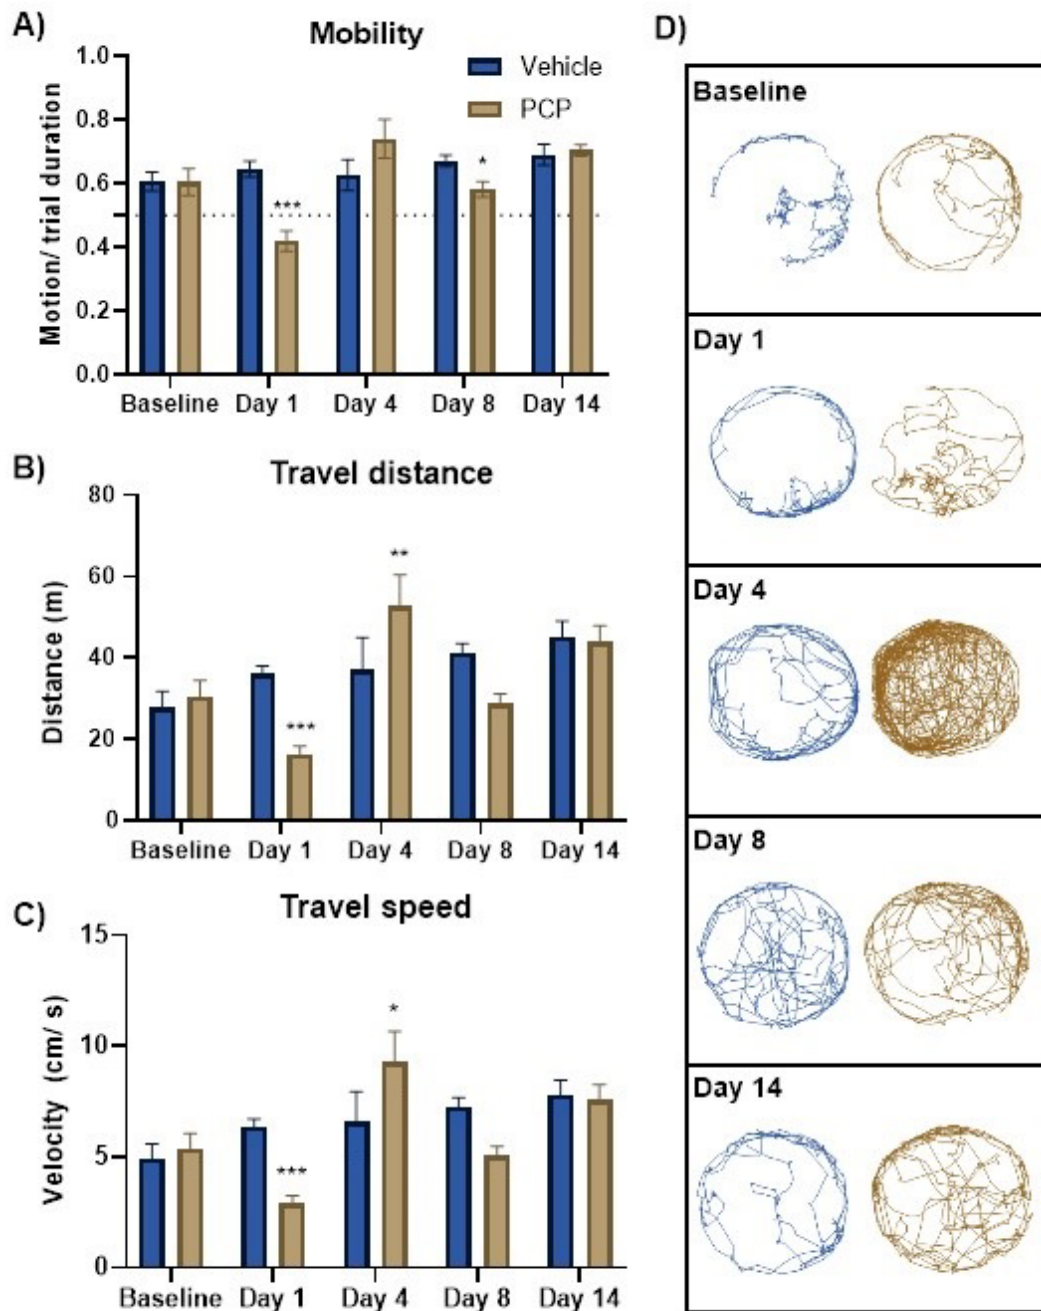 A)
Mobility
Vehicle
PCP
Motion/ trial duration
1.0
0.8
0.6
0.4
0.2
0.0
***
*
Baseline Day 1 Day 4 Day 8 Day 14
B)
Travel distance
Distance (m)
80
60
40
20
0
***
**
Baseline Day 1 Day 4 Day 8 Day 14
C)
Travel speed
Velocity (cm/ s)
15
10
5
0
***
*
Baseline Day 1 Day 4 Day 8 Day 14
D)
Baseline
Day 1
Day 4
Day 8
Day 14